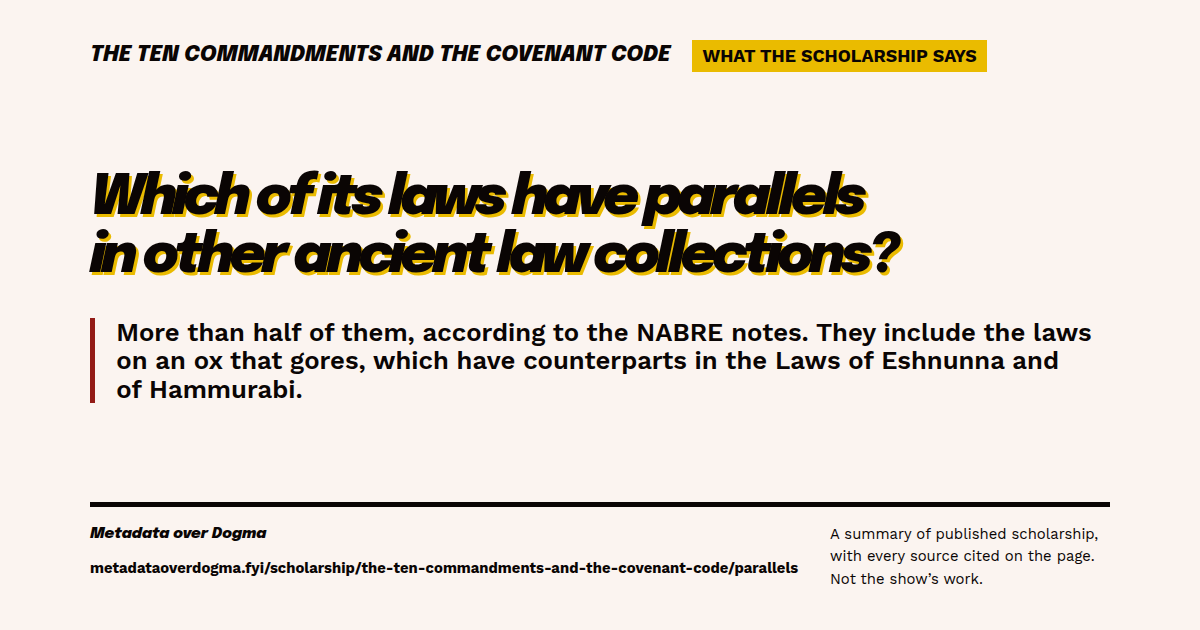 THE TEN COMMANDMENTS AND THE COVENANT CODE
WHAT THE SCHOLARSHIP SAYS
Which of its laws have parallels
in other ancient law collections?
More than half of them, according to the NABRE notes. They include the laws
on an ox that gores, which have counterparts in the Laws of Eshnunna and
of Hammurabi.
Metadata over Dogma
metadataoverdogma.fyi/scholarship/the-ten-commandments-and-the-covenant-code/parallels
A summary of published scholarship,
with every source cited on the page.
Not the show’s work.